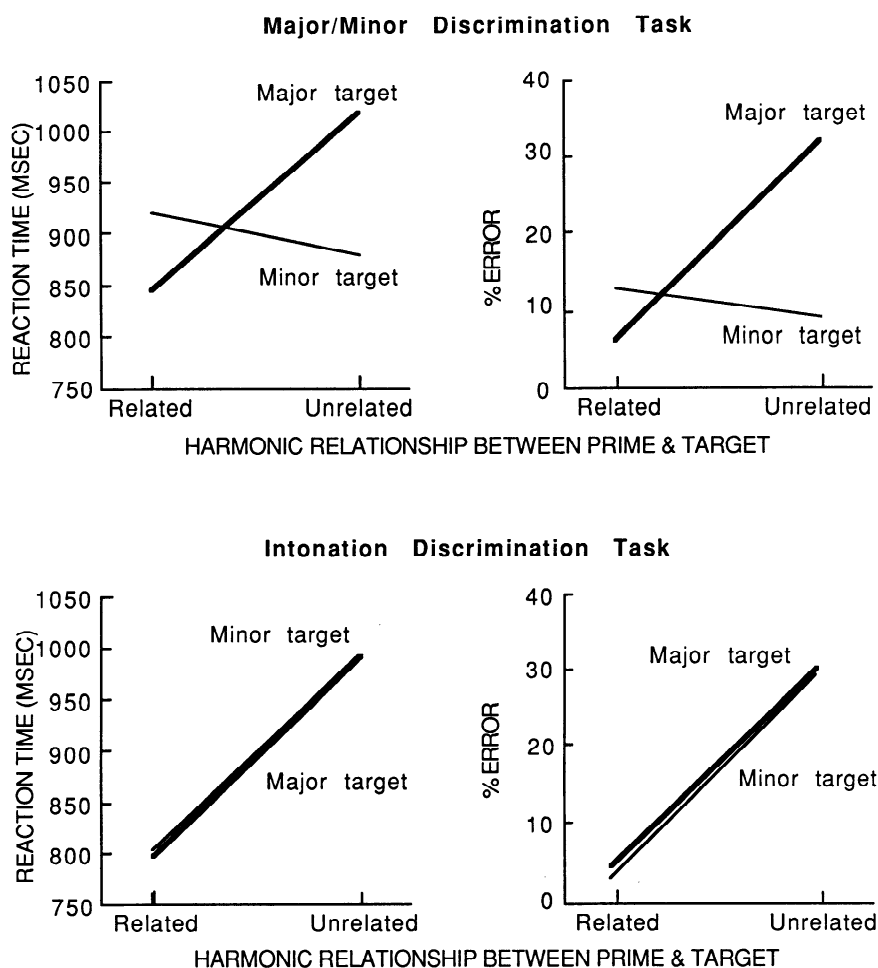 Major/Minor Discrimination Task
REACTION TIME (MSEC)
1050
1000
950
900
850
800
750
Major target
Minor target
Related
Unrelated
% ERROR
40
30
20
10
0
Major target
Minor target
Related
Unrelated
HARMONIC RELATIONSHIP BETWEEN PRIME & TARGET
Intonation Discrimination Task
REACTION TIME (MSEC)
1050
1000
950
900
850
800
750
Minor target
Major target
Related
Unrelated
% ERROR
40
30
20
10
0
Major target
Minor target
Related
Unrelated
HARMONIC RELATIONSHIP BETWEEN PRIME & TARGET